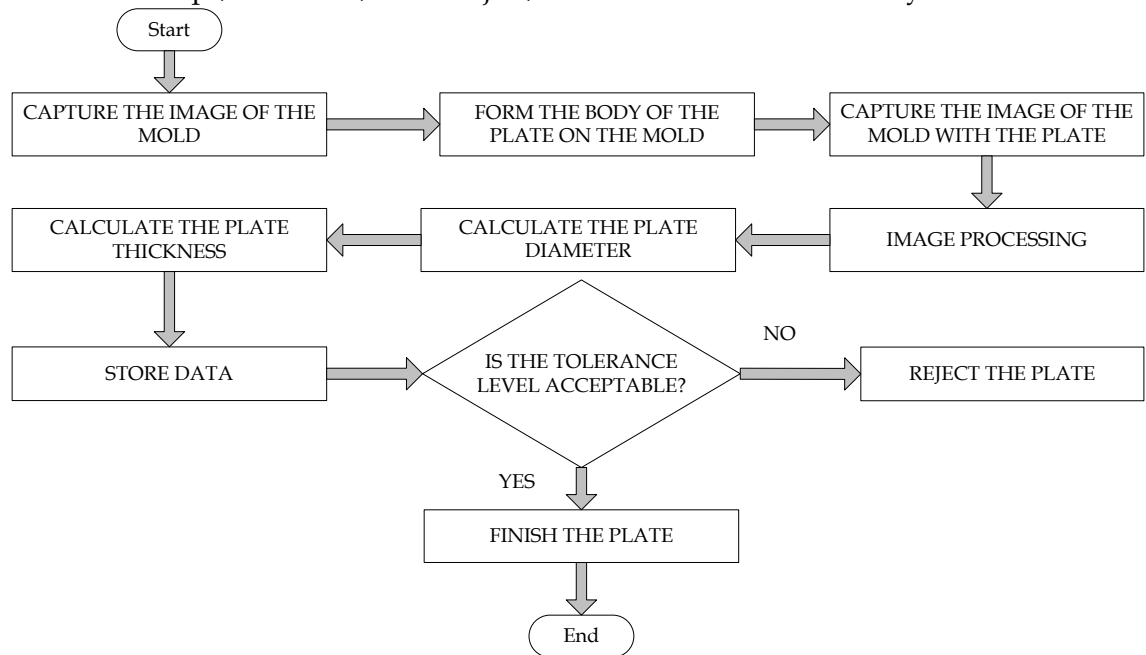 Start
CAPTURE THE IMAGE OF THE
MOLD
FORM THE BODY OF THE
PLATE ON THE MOLD
CAPTURE THE IMAGE OF THE
MOLD WITH THE PLATE
IMAGE PROCESSING
CALCULATE THE PLATE
DIAMETER
CALCULATE THE PLATE
THICKNESS
STORE DATA
IS THE TOLERANCE
LEVEL ACCEPTABLE?
NO
REJECT THE PLATE
YES
FINISH THE PLATE
End